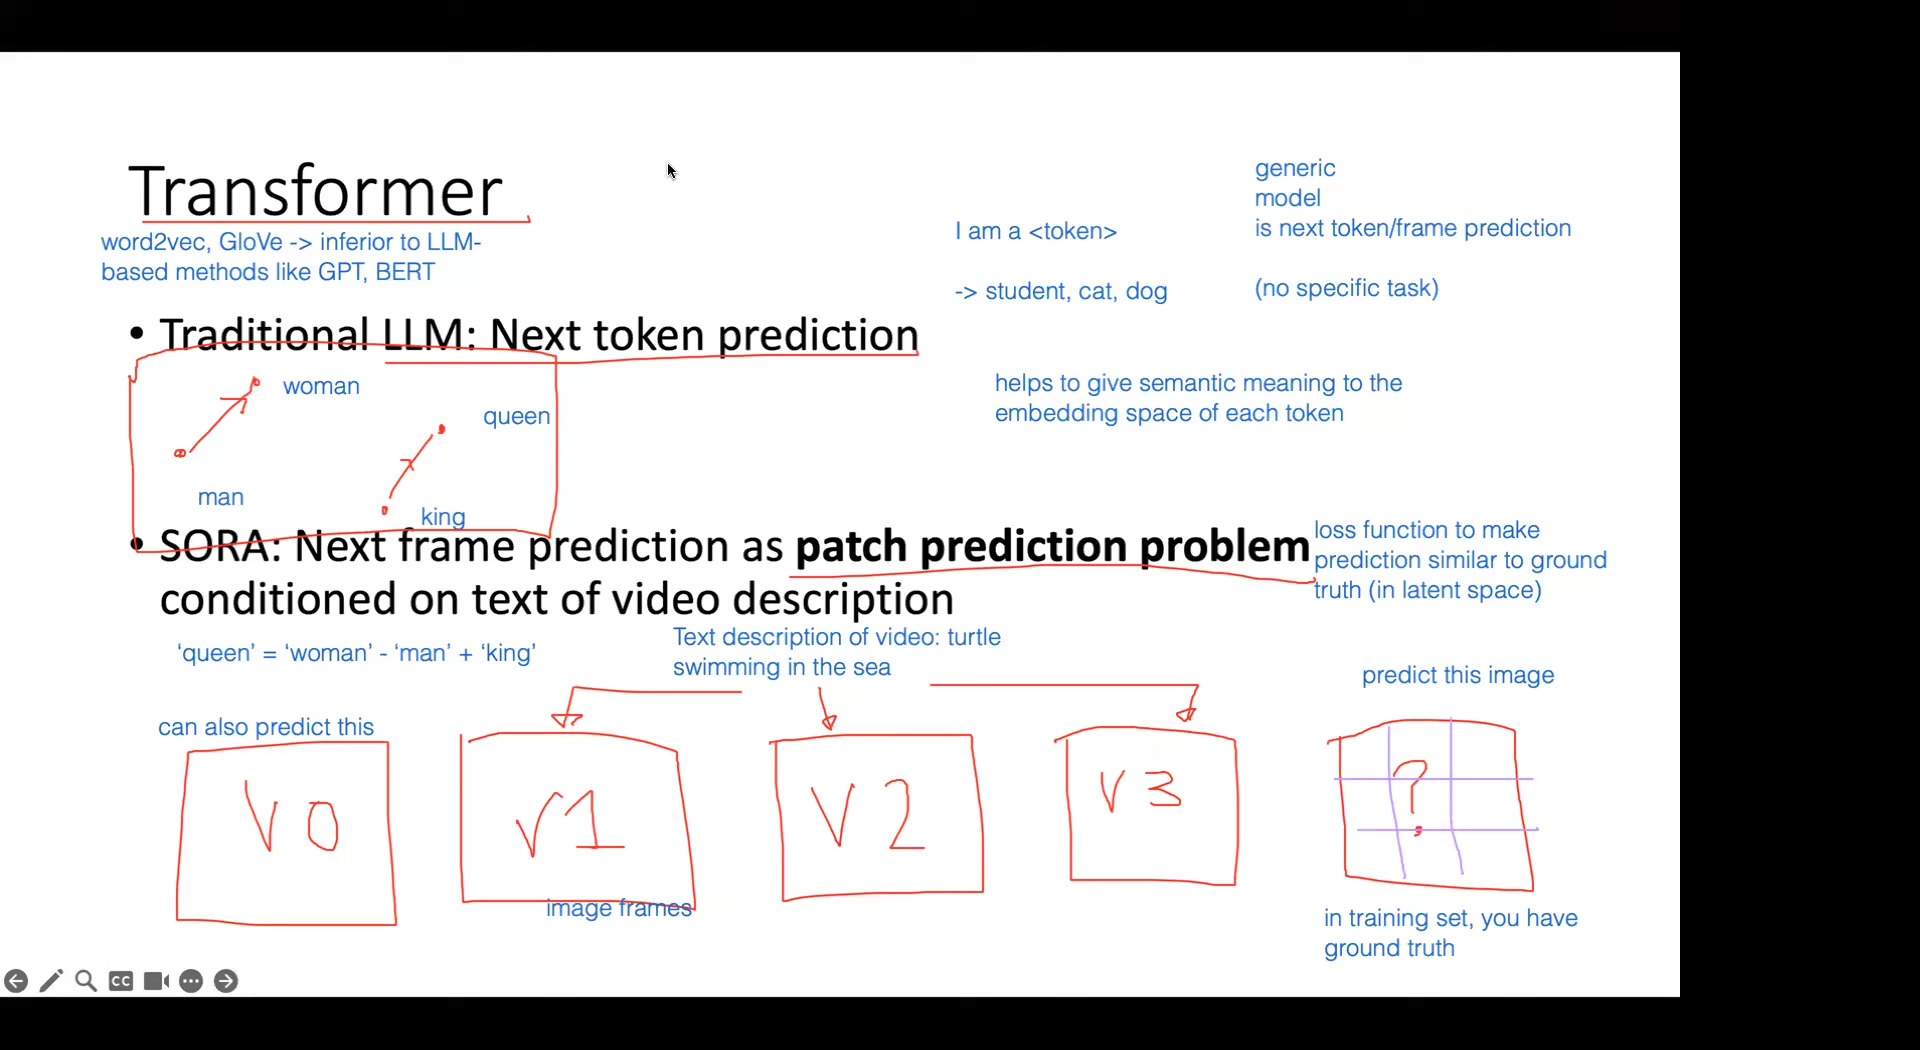 Transformer
word2vec, GloVe -> inferior to LLM-
based methods like GPT, BERT
I am a <token>
-> student, cat, dog
generic
model
is next token/frame prediction
(no specific task)
• Traditional LLM: Next token prediction
woman
queen
man
king
helps to give semantic meaning to the
embedding space of each token
• SORA: Next frame prediction as patch prediction problem
conditioned on text of video description
loss function to make
prediction similar to ground
truth (in latent space)
‘queen’ = ‘woman’ - ‘man’ + ‘king’
Text description of video: turtle
swimming in the sea
predict this image
can also predict this
V0
V1
V2
V3
?
image frames
in training set, you have
ground truth
CC